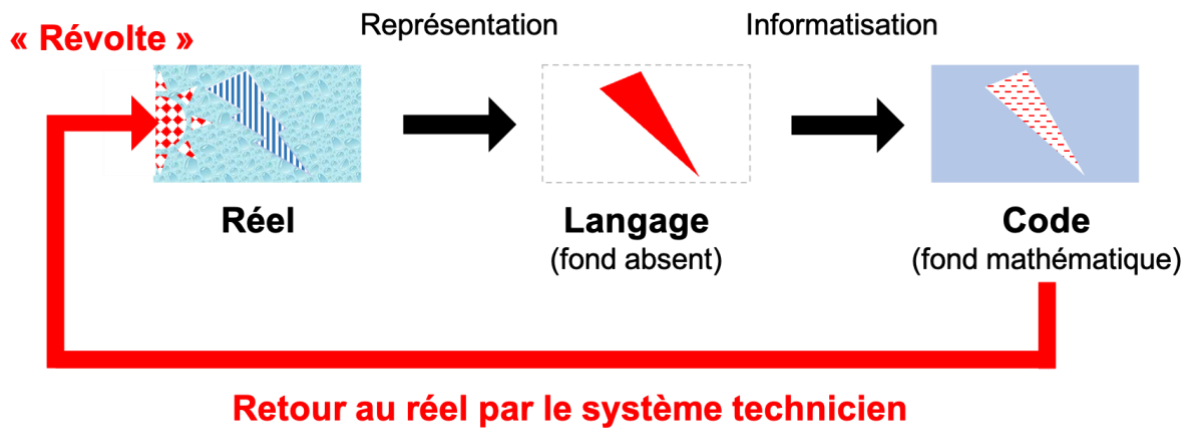 « Révolte »
Représentation
Informatisation
Réel
Langage
(fond absent)
Code
(fond mathématique)
Retour au réel par le système technicien